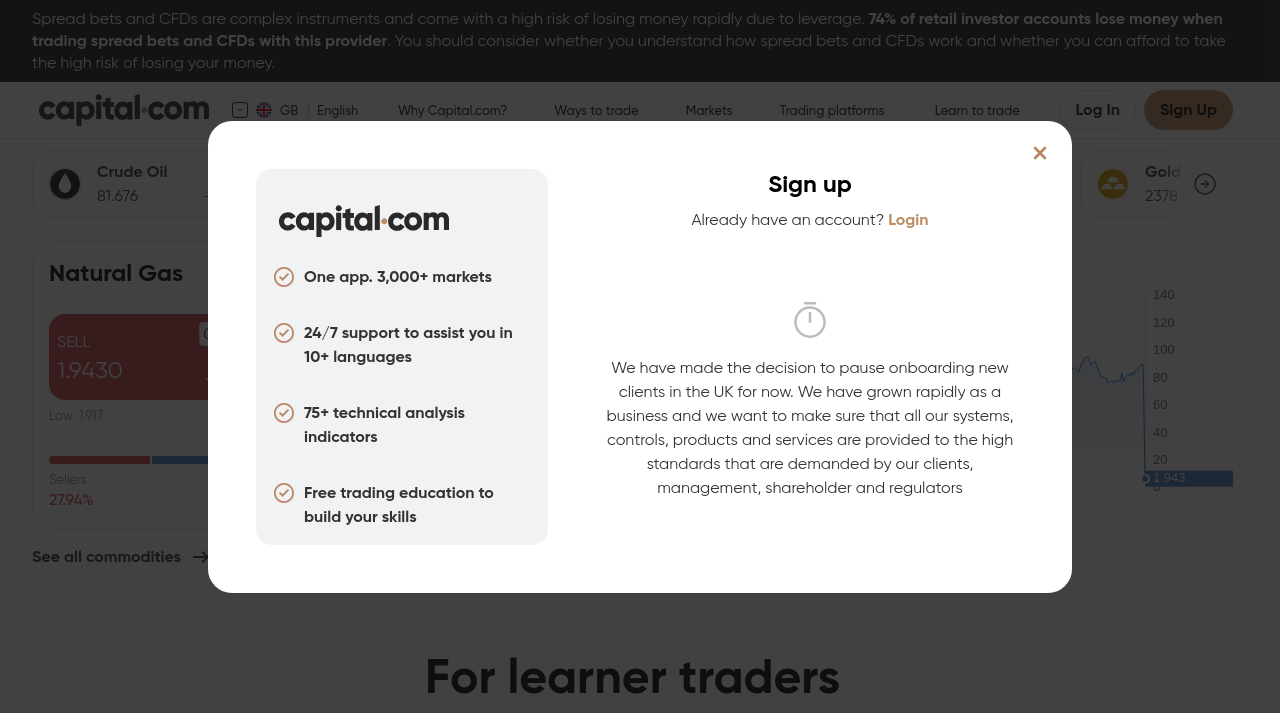 Spread bets and CFDs are complex instruments and come with a high risk of losing money rapidly due to leverage. 74% of retail investor accounts lose money when
trading spread bets and CFDs with this provider. You should consider whether you understand how spread bets and CFDs work and whether you can afford to take
the high risk of losing your money.
capital.com
GB
English
Why Capital.com?
Ways to trade
Markets
Trading platforms
Learn to trade
Log In
Sign Up
Crude Oil
81.676
Gold
2378
Natural Gas
SELL
1.9430
Low: 1.917
Sellers
27.94%
See all commodities
140
120
100
80
60
40
20
1.943
0
capital.com
One app. 3,000+ markets
24/7 support to assist you in
10+ languages
75+ technical analysis
indicators
Free trading education to
build your skills
Sign up
Already have an account? Login
We have made the decision to pause onboarding new
clients in the UK for now. We have grown rapidly as a
business and we want to make sure that all our systems,
controls, products and services are provided to the high
standards that are demanded by our clients,
management, shareholder and regulators
For learner traders